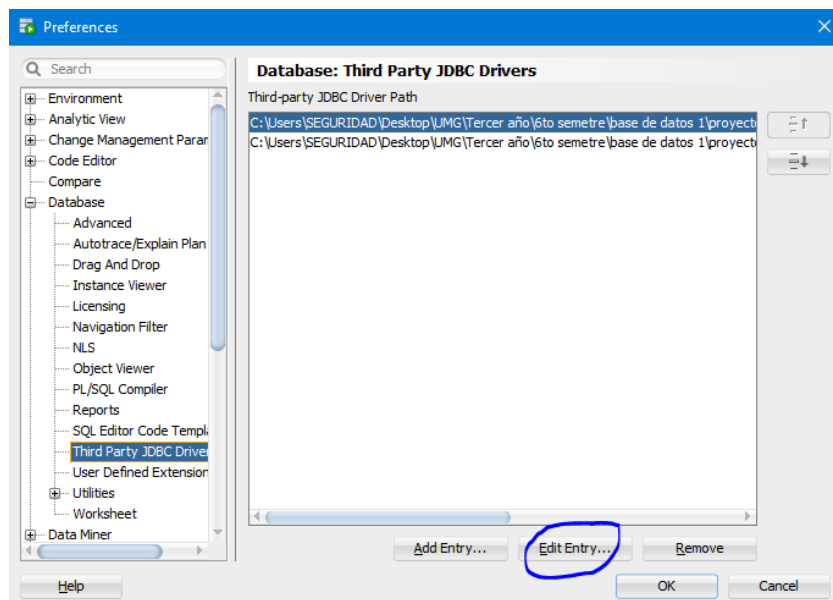 Preferences
Search
Environment
Analytic View
Change Management Parar
Code Editor
Compare
Database
Advanced
Autotrace/Explain Plan
Drag And Drop
Instance Viewer
Licensing
Navigation Filter
NLS
Object Viewer
PL/SQL Compiler
Reports
SQL Editor Code Templa
Third Party JDBC Driver
User Defined Extension
Utilities
Worksheet
Data Miner
Database: Third Party JDBC Drivers
Third-party JDBC Driver Path
C:\Users\SEGURIDAD\Desktop\UMG\Tercer año\6to semetre\base de datos 1\proyecto
C:\Users\SEGURIDAD\Desktop\UMG\Tercer año\6to semetre\base de datos 1\proyecto
Add Entry... Edit Entry... Remove
Help OK Cancel